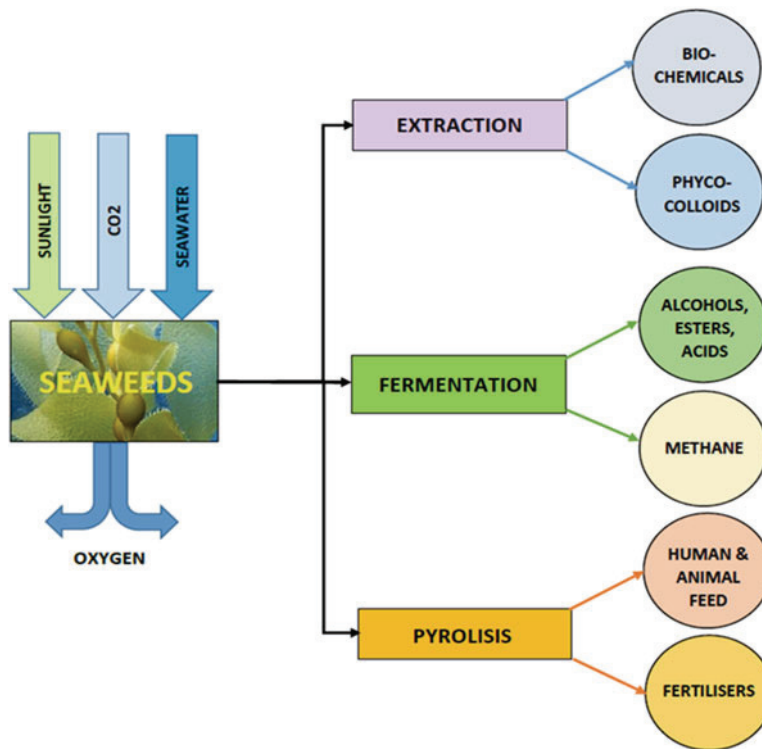 SUNLIGHT
CO2
SEAWATER
SEAWEEDS
OXYGEN
EXTRACTION
BIO-
CHEMICALS
PHYCO-
COLLOIDS
FERMENTATION
ALCOHOLS,
ESTERS,
ACIDS
METHANE
PYROLISIS
HUMAN &
ANIMAL
FEED
FERTILISERS